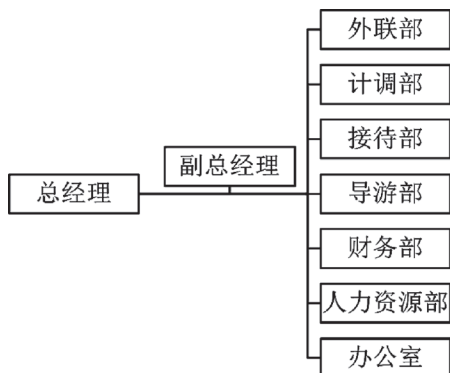 外联部
计调部
接待部
副总经理
总经理
导游部
财务部
人力资源部
办公室